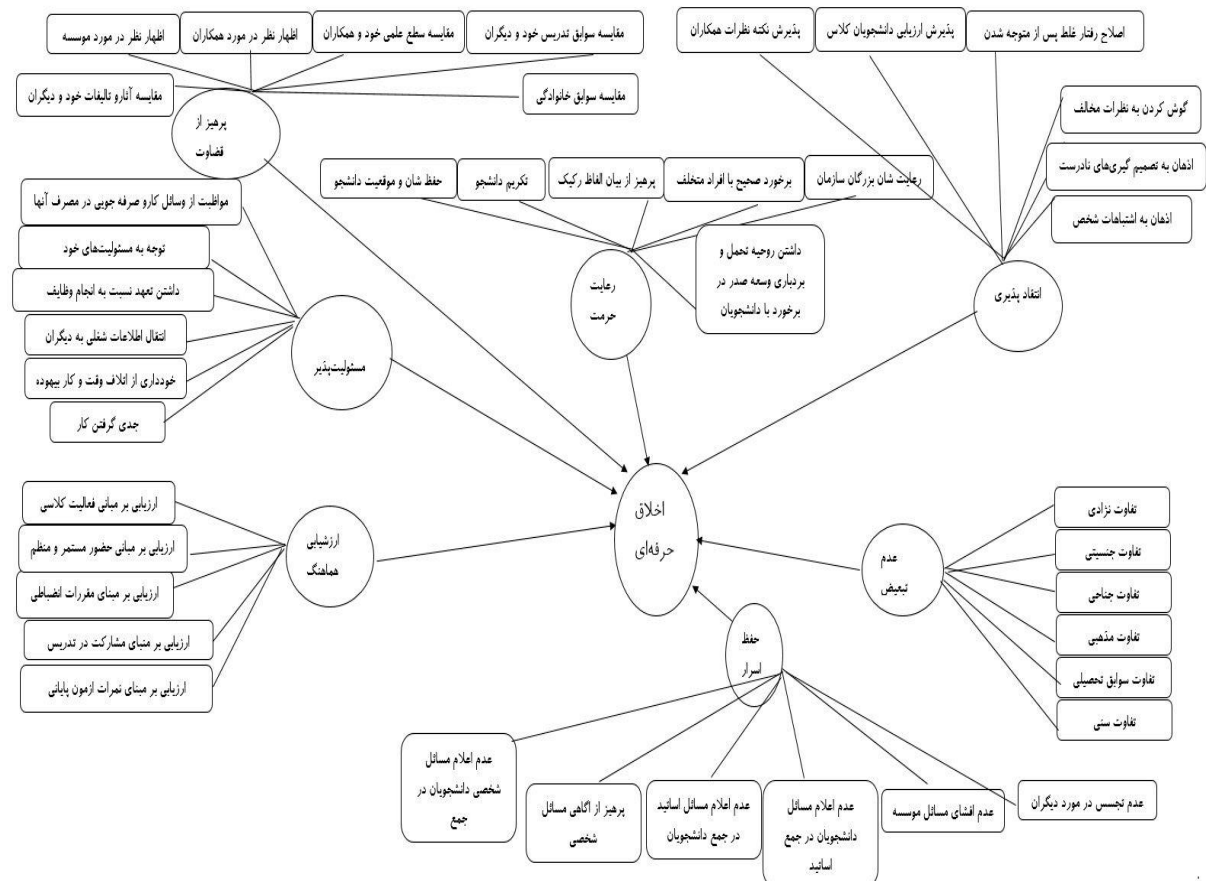 اصلاح رفتار غلط پس از متوجه شدن
پذیرش ارزیابی دانشجویان کلاس
پذیرش نکته نظرات همکاران
گوش کردن به نظرات مخالف
اذهان به تصمیم گیری‌های نادرست
اذهان به اشتباهات شخص
انتقاد پذیری
مقایسه سوابق تدریس خود و دیگران
مقایسه سطح علمی خود و همکاران
اظهار نظر در مورد همکاران
اظهار نظر در مورد موسسه
مقایسه سوابق خانوادگی
مقایسه آثارو تالیفات خود و دیگران
پرهیز از
قضاوت
رعایت شان بزرگان سازمان
برخورد صحیح با افراد متخلف
پرهیز از بیان الفاظ رکیک
تکریم دانشجو
حفظ شان و موقعیت دانشجو
داشتن روحیه تحمل و
بردباری وسعه صدر در
برخورد با دانشجویان
رعایت
حرمت
مواظبت از وسائل کارو صرفه جویی در مصرف آنها
توجه به مسئولیت‌های خود
داشتن تعهد نسبت به انجام وظایف
انتقال اطلاعات شغلی به دیگران
خودداری از اتلاف وقت و کار بیهوده
جدی گرفتن کار
مسئولیت‌پذیر
اخلاق
حرفه‌ای
ارزیابی بر مبانی فعالیت کلاسی
ارزیابی بر مبانی حضور مستمر و منظم
ارزیابی بر مبنای مقررات انضباطی
ارزیابی بر منبای مشارکت در تدریس
ارزیابی بر مبنای نمرات ازمون پایانی
ارزشیابی
هماهنگ
تفاوت نژادی
تفاوت جنسیتی
تفاوت جناحی
تفاوت مذهبی
تفاوت سوابق تحصیلی
تفاوت سنی
عدم
تبعیض
حفظ
اسرار
عدم تجسس در مورد دیگران
عدم افشای مسائل موسسه
عدم اعلام مسائل
دانشجویان در جمع
اساتید
عدم اعلام مسائل اساتید
در جمع دانشجویان
پرهیز از آگاهی مسائل
شخصی
عدم اعلام مسائل
شخصی دانشجویان در
جمع